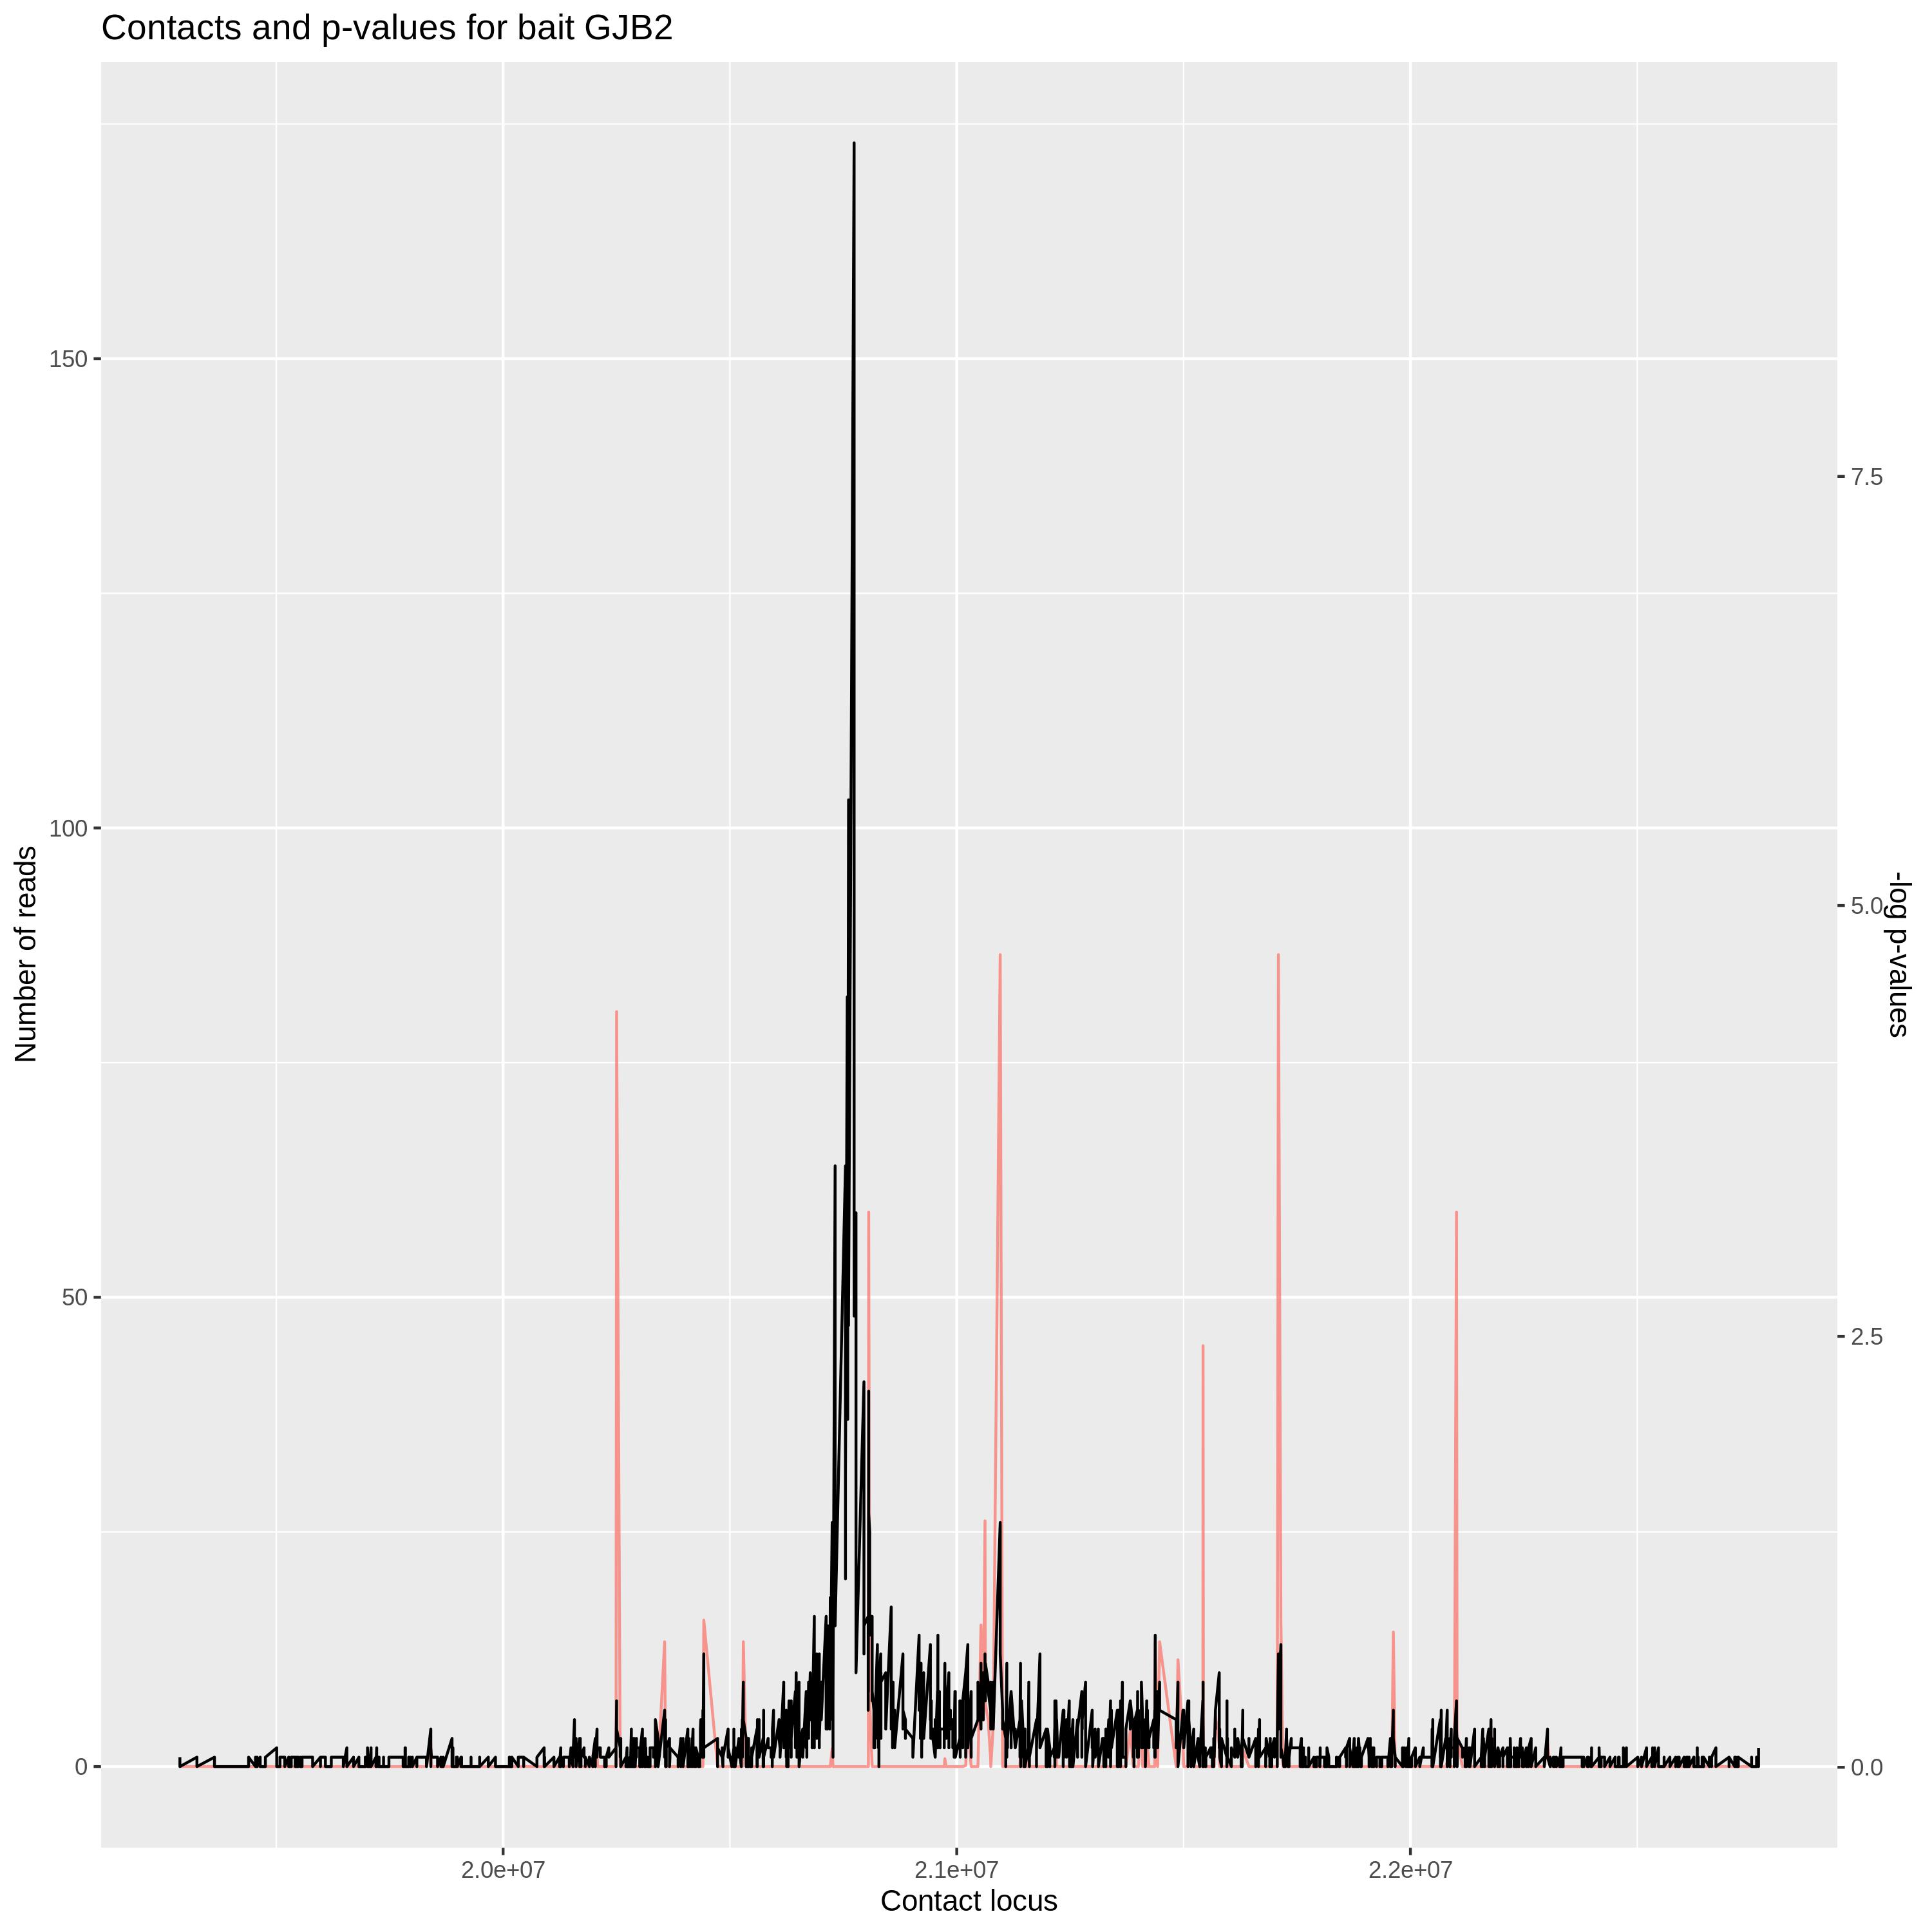 Contacts and p-values for bait GJB2
150
100
50
0
Number of reads
7.5
5.0
2.5
0.0
-log p-values
2.0e+07
2.1e+07
2.2e+07
Contact locus